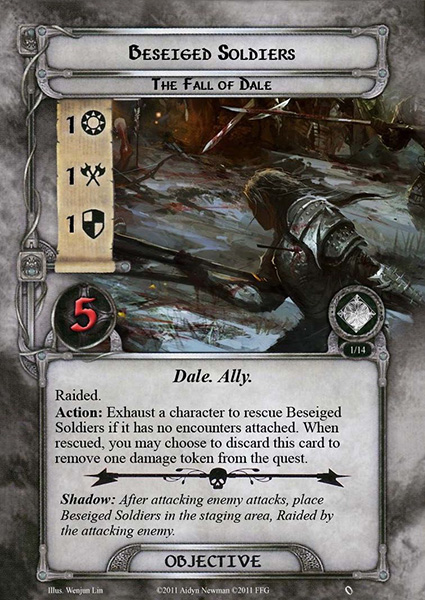 Beseiged Soldiers
The Fall of Dale
1
1
1
5
1/14
Dale. Ally.
Raided.
Action: Exhaust a character to rescue Beseiged
Soldiers if it has no encounters attached. When
rescued, you may choose to discard this card to
remove one damage token from the quest.
Shadow: After attacking enemy attacks, place
Beseiged Soldiers in the staging area, Raided by
the attacking enemy.
OBJECTIVE
Illus. Wenjun Lin ©2011 Aidyn Newman ©2011 FFG 0